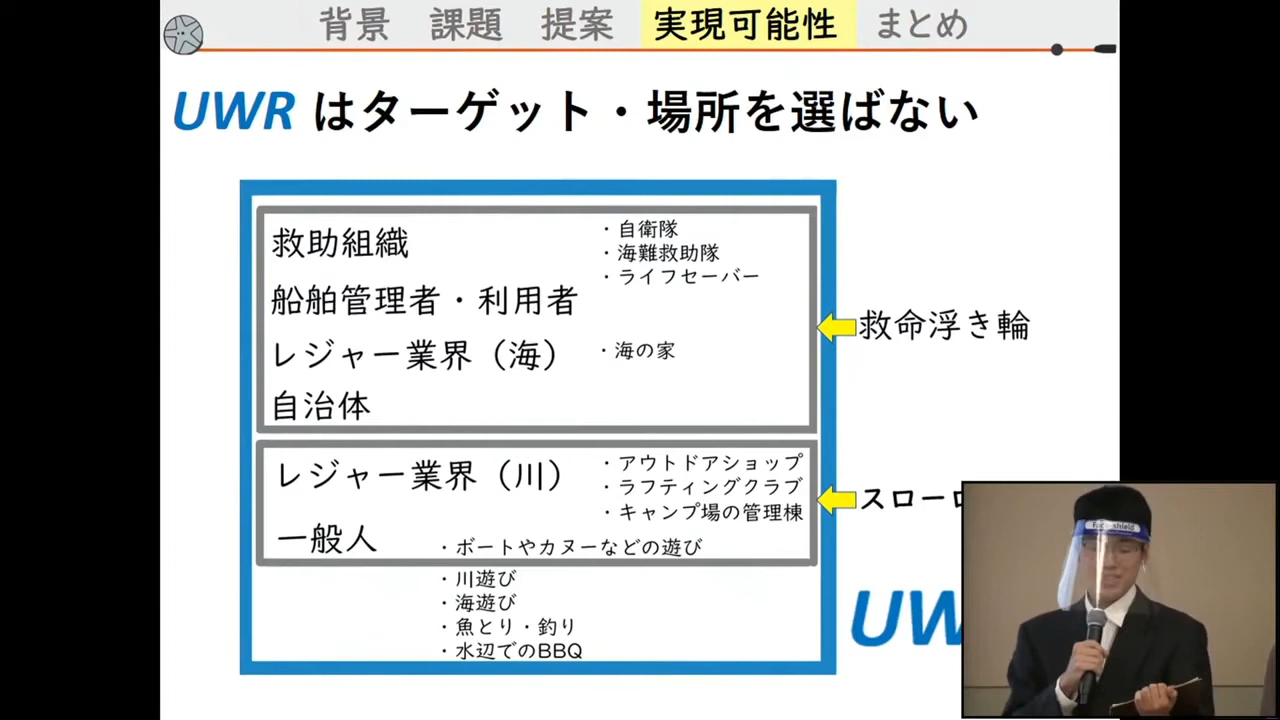 背景 課題 提案 実現可能性 まとめ
UWR はターゲット・場所を選ばない
救助組織
・自衛隊
・海難救助隊
・ライフセーバー
船舶管理者・利用者
レジャー業界（海）
・海の家
自治体
救命浮き輪
レジャー業界（川）
・アウトドアショップ
・ラフティングクラブ
・キャンプ場の管理棟
一般人
・ボートやカヌーなどの遊び
・川遊び
・海遊び
・魚とり・釣り
・水辺でのBBQ
スロー
UW
face shield